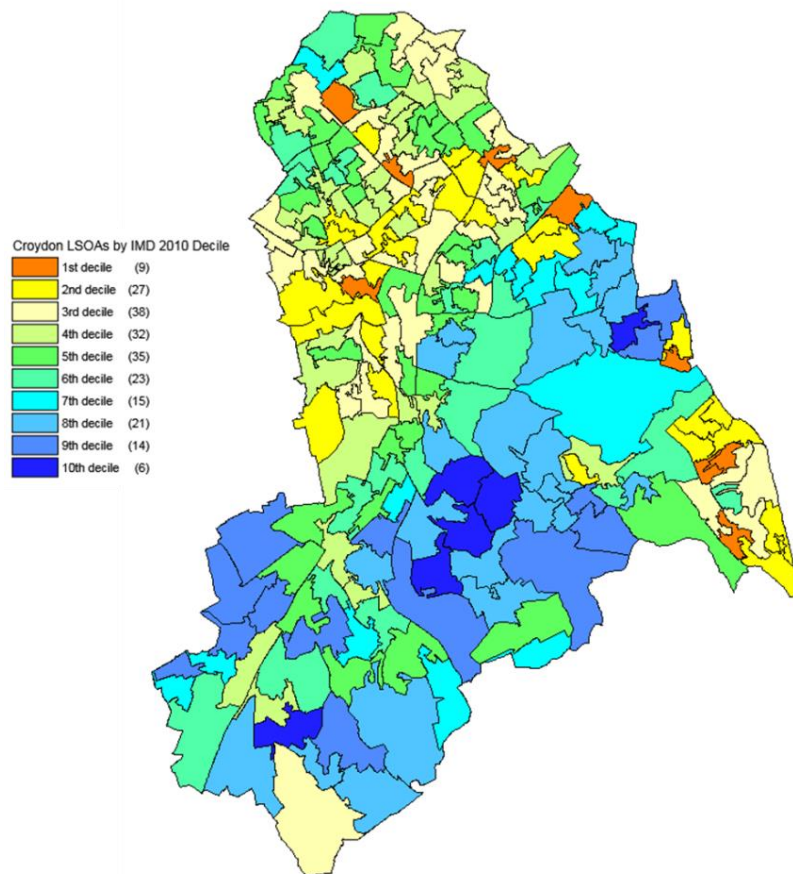 Croydon LSOAs by IMD 2010 Decile
1st decile (9)
2nd decile (27)
3rd decile (38)
4th decile (32)
5th decile (35)
6th decile (23)
7th decile (15)
8th decile (21)
9th decile (14)
10th decile (6)